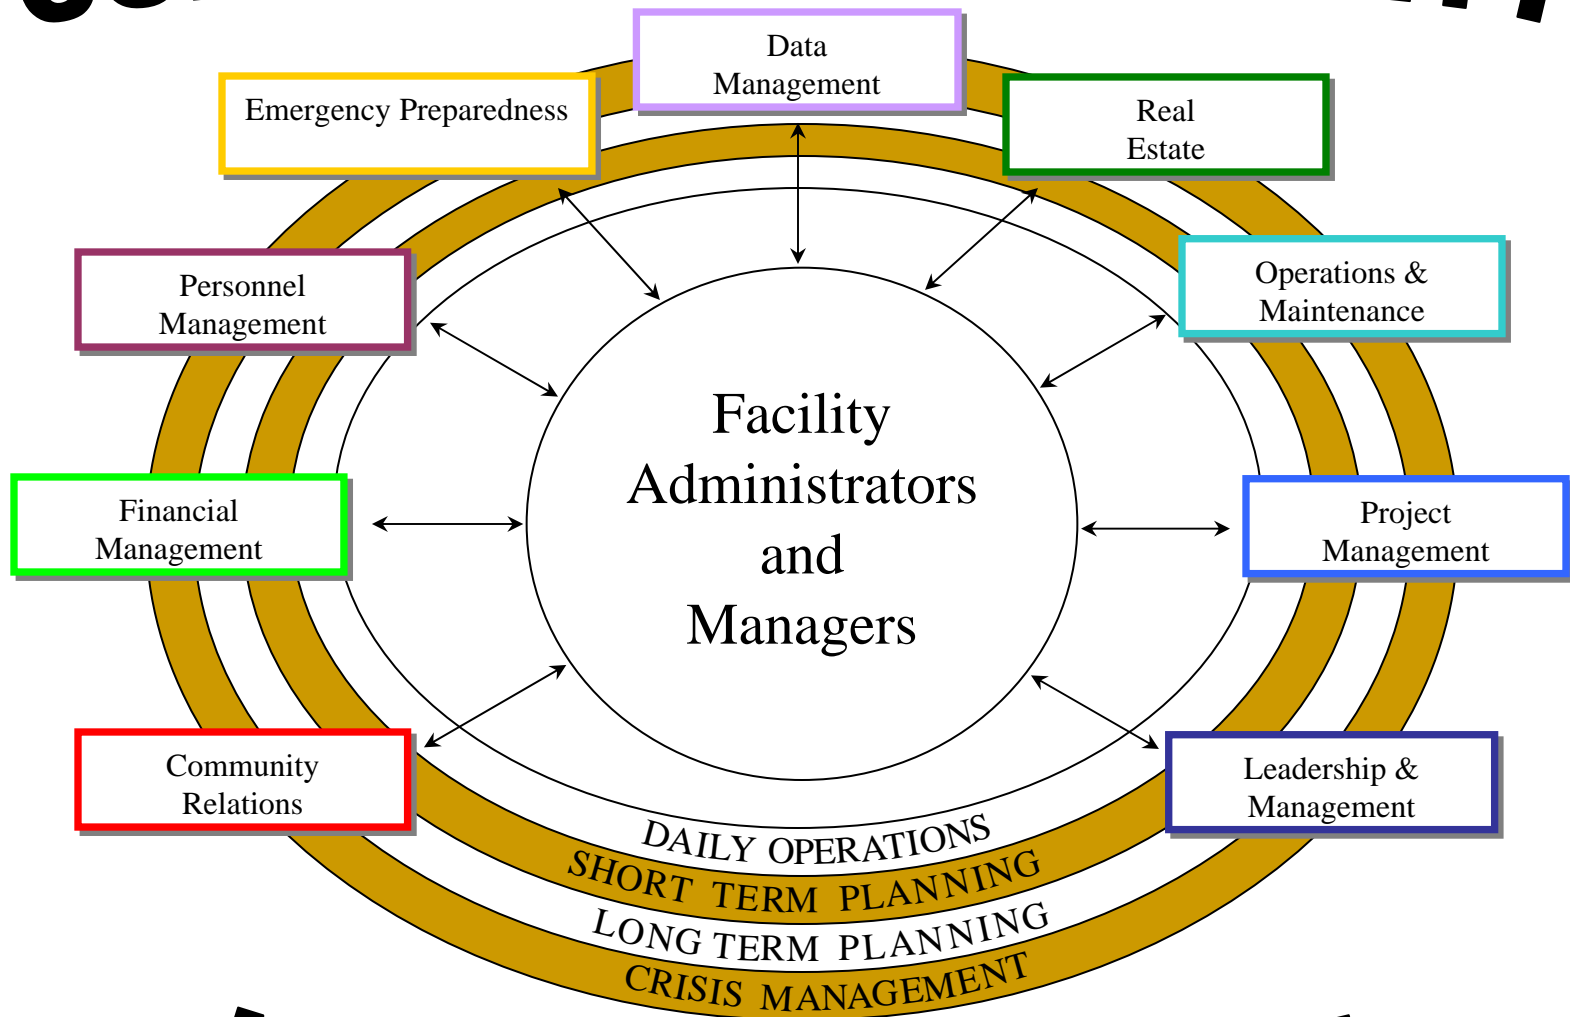 Data
Management
Emergency Preparedness
Real
Estate
Personnel
Management
Operations &
Maintenance
Facility
Administrators
and
Managers
Financial
Management
Project
Management
Community
Relations
Leadership &
Management
DAILY OPERATIONS
SHORT TERM PLANNING
LONG TERM PLANNING
CRISIS MANAGEMENT